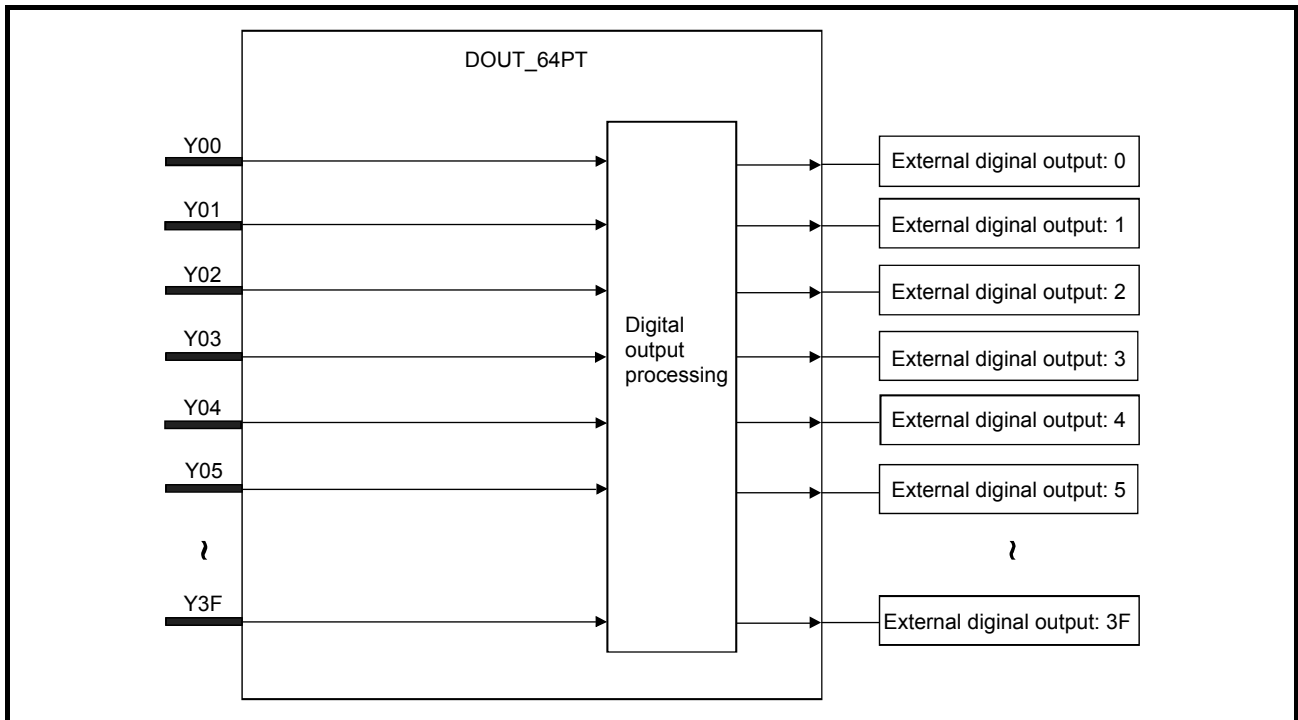 DOUT_64PT
Y00
External diginal output: 0
Y01
External diginal output: 1
Y02
External diginal output: 2
Y03
Digital
output
processing
External diginal output: 3
Y04
External diginal output: 4
Y05
External diginal output: 5
~
~
Y3F
External diginal output: 3F